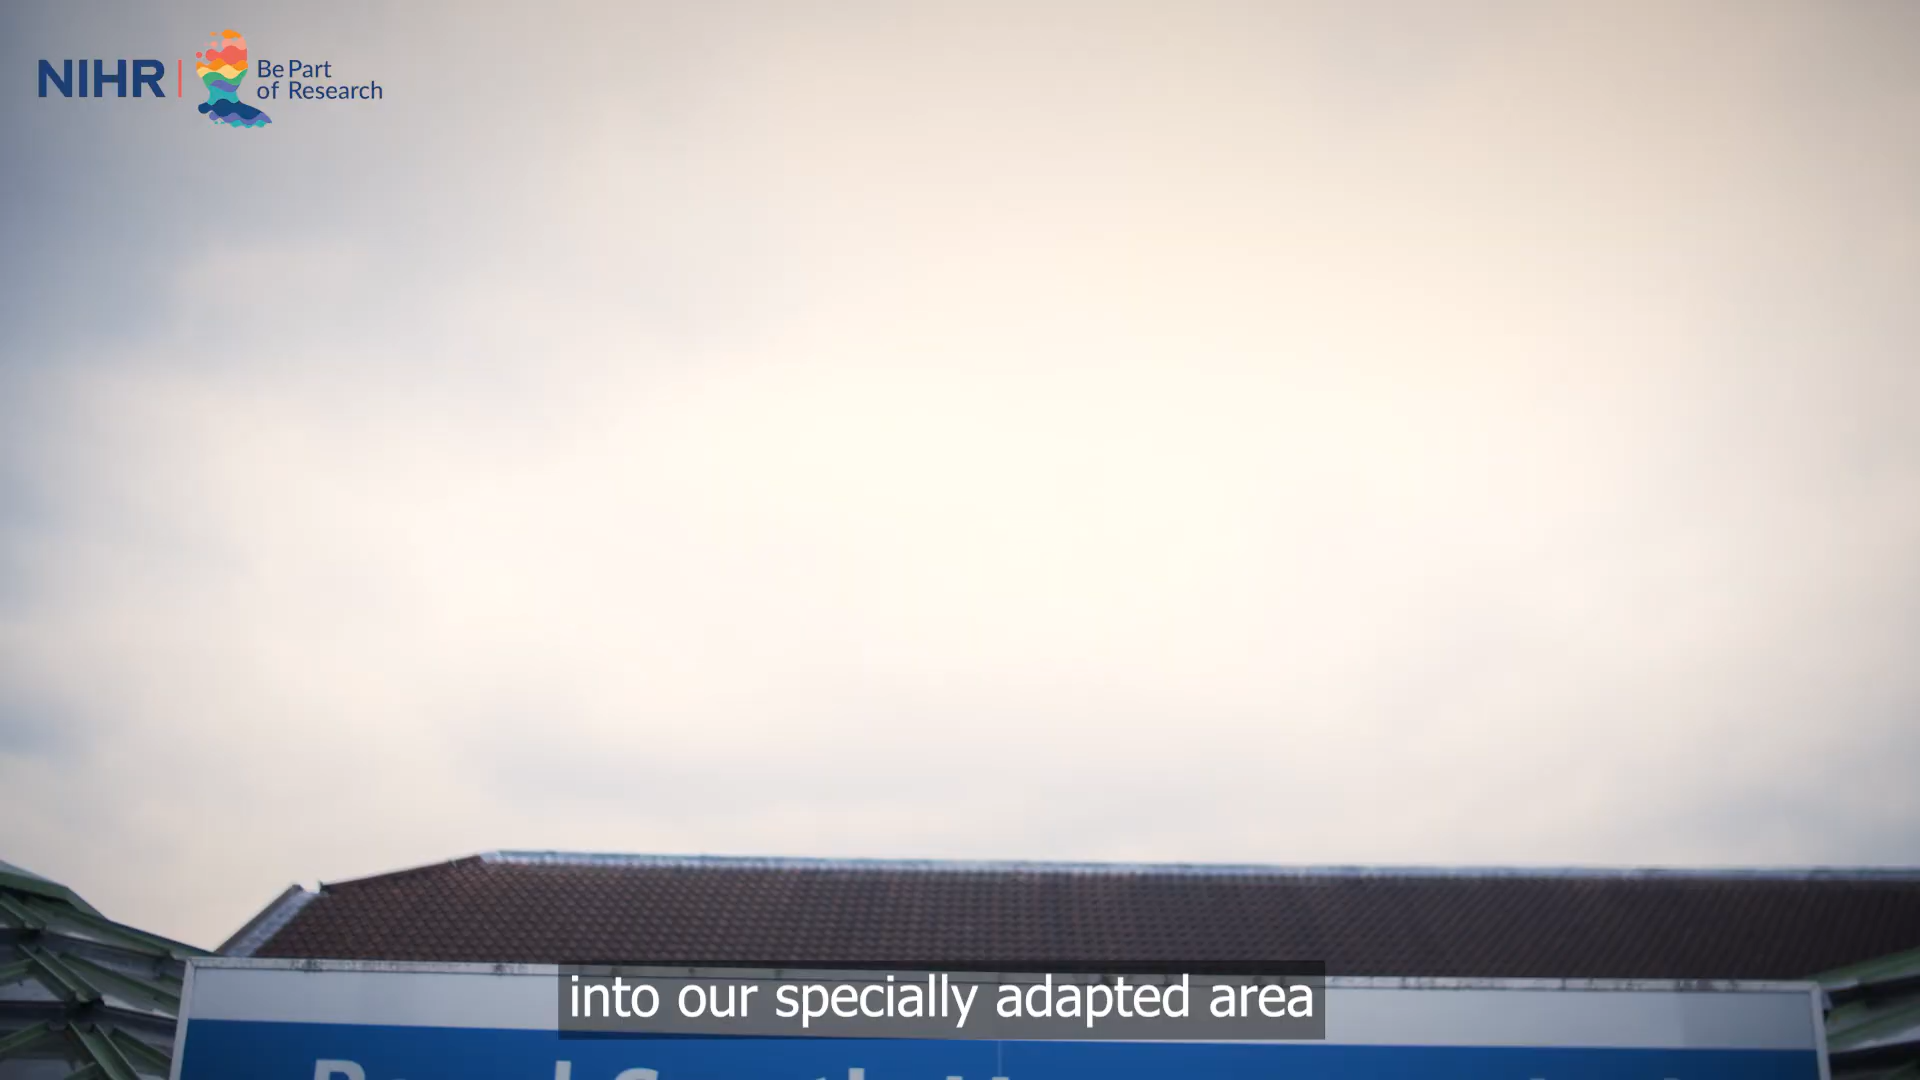 NIHR
Be Part
of Research
into our specially adapted area